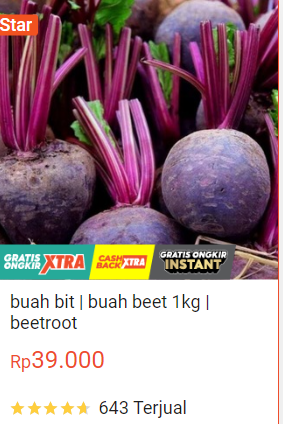 Star
GRATIS ONGKIR XTRA
CASHBACK XTRA
GRATIS ONGKIR INSTANT
buah bit | buah beet 1kg |
beetroot
Rp39.000
643 Terjual